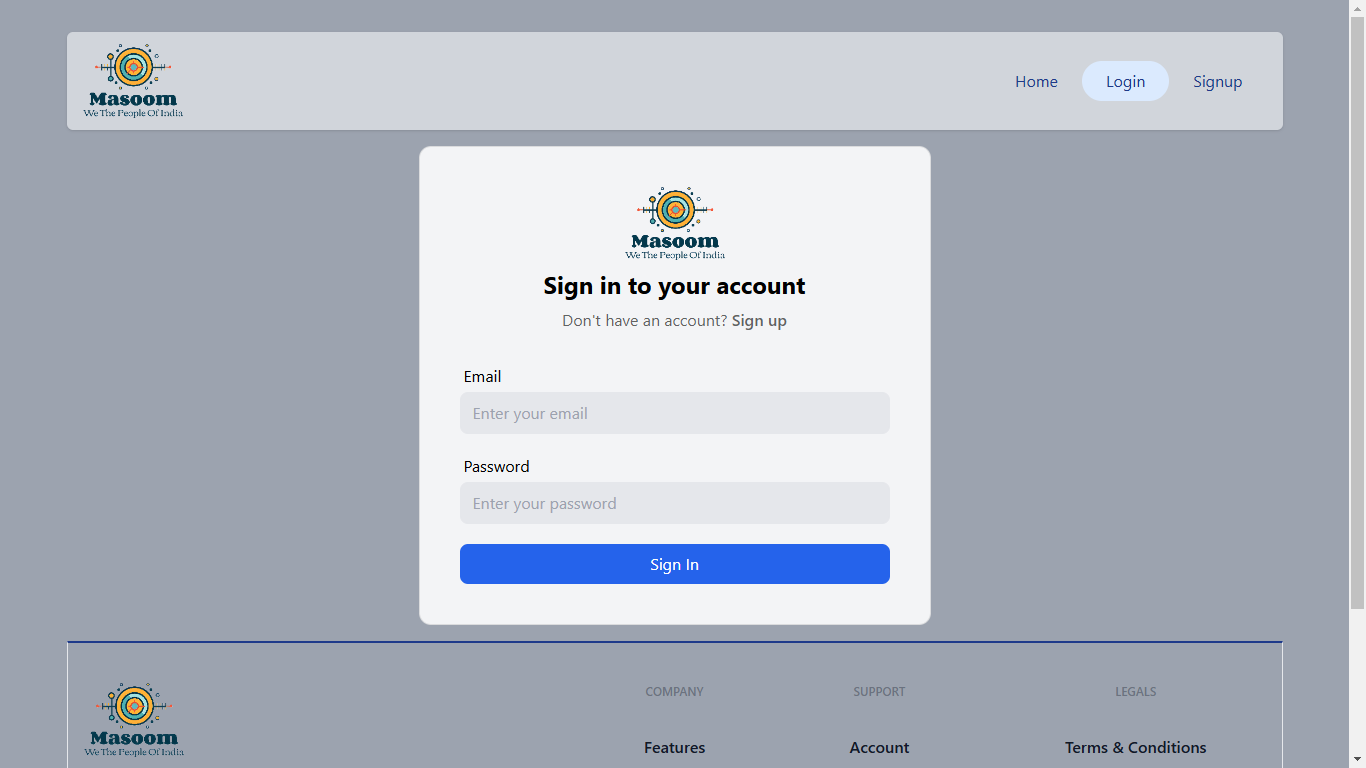 Masoom
We The People Of India
Home Login Signup
Masoom
We The People Of India
Sign in to your account
Don't have an account? Sign up
Email
Enter your email
Password
Enter your password
Sign In
Masoom
We The People Of India
COMPANY SUPPORT LEGALS
Features Account Terms & Conditions